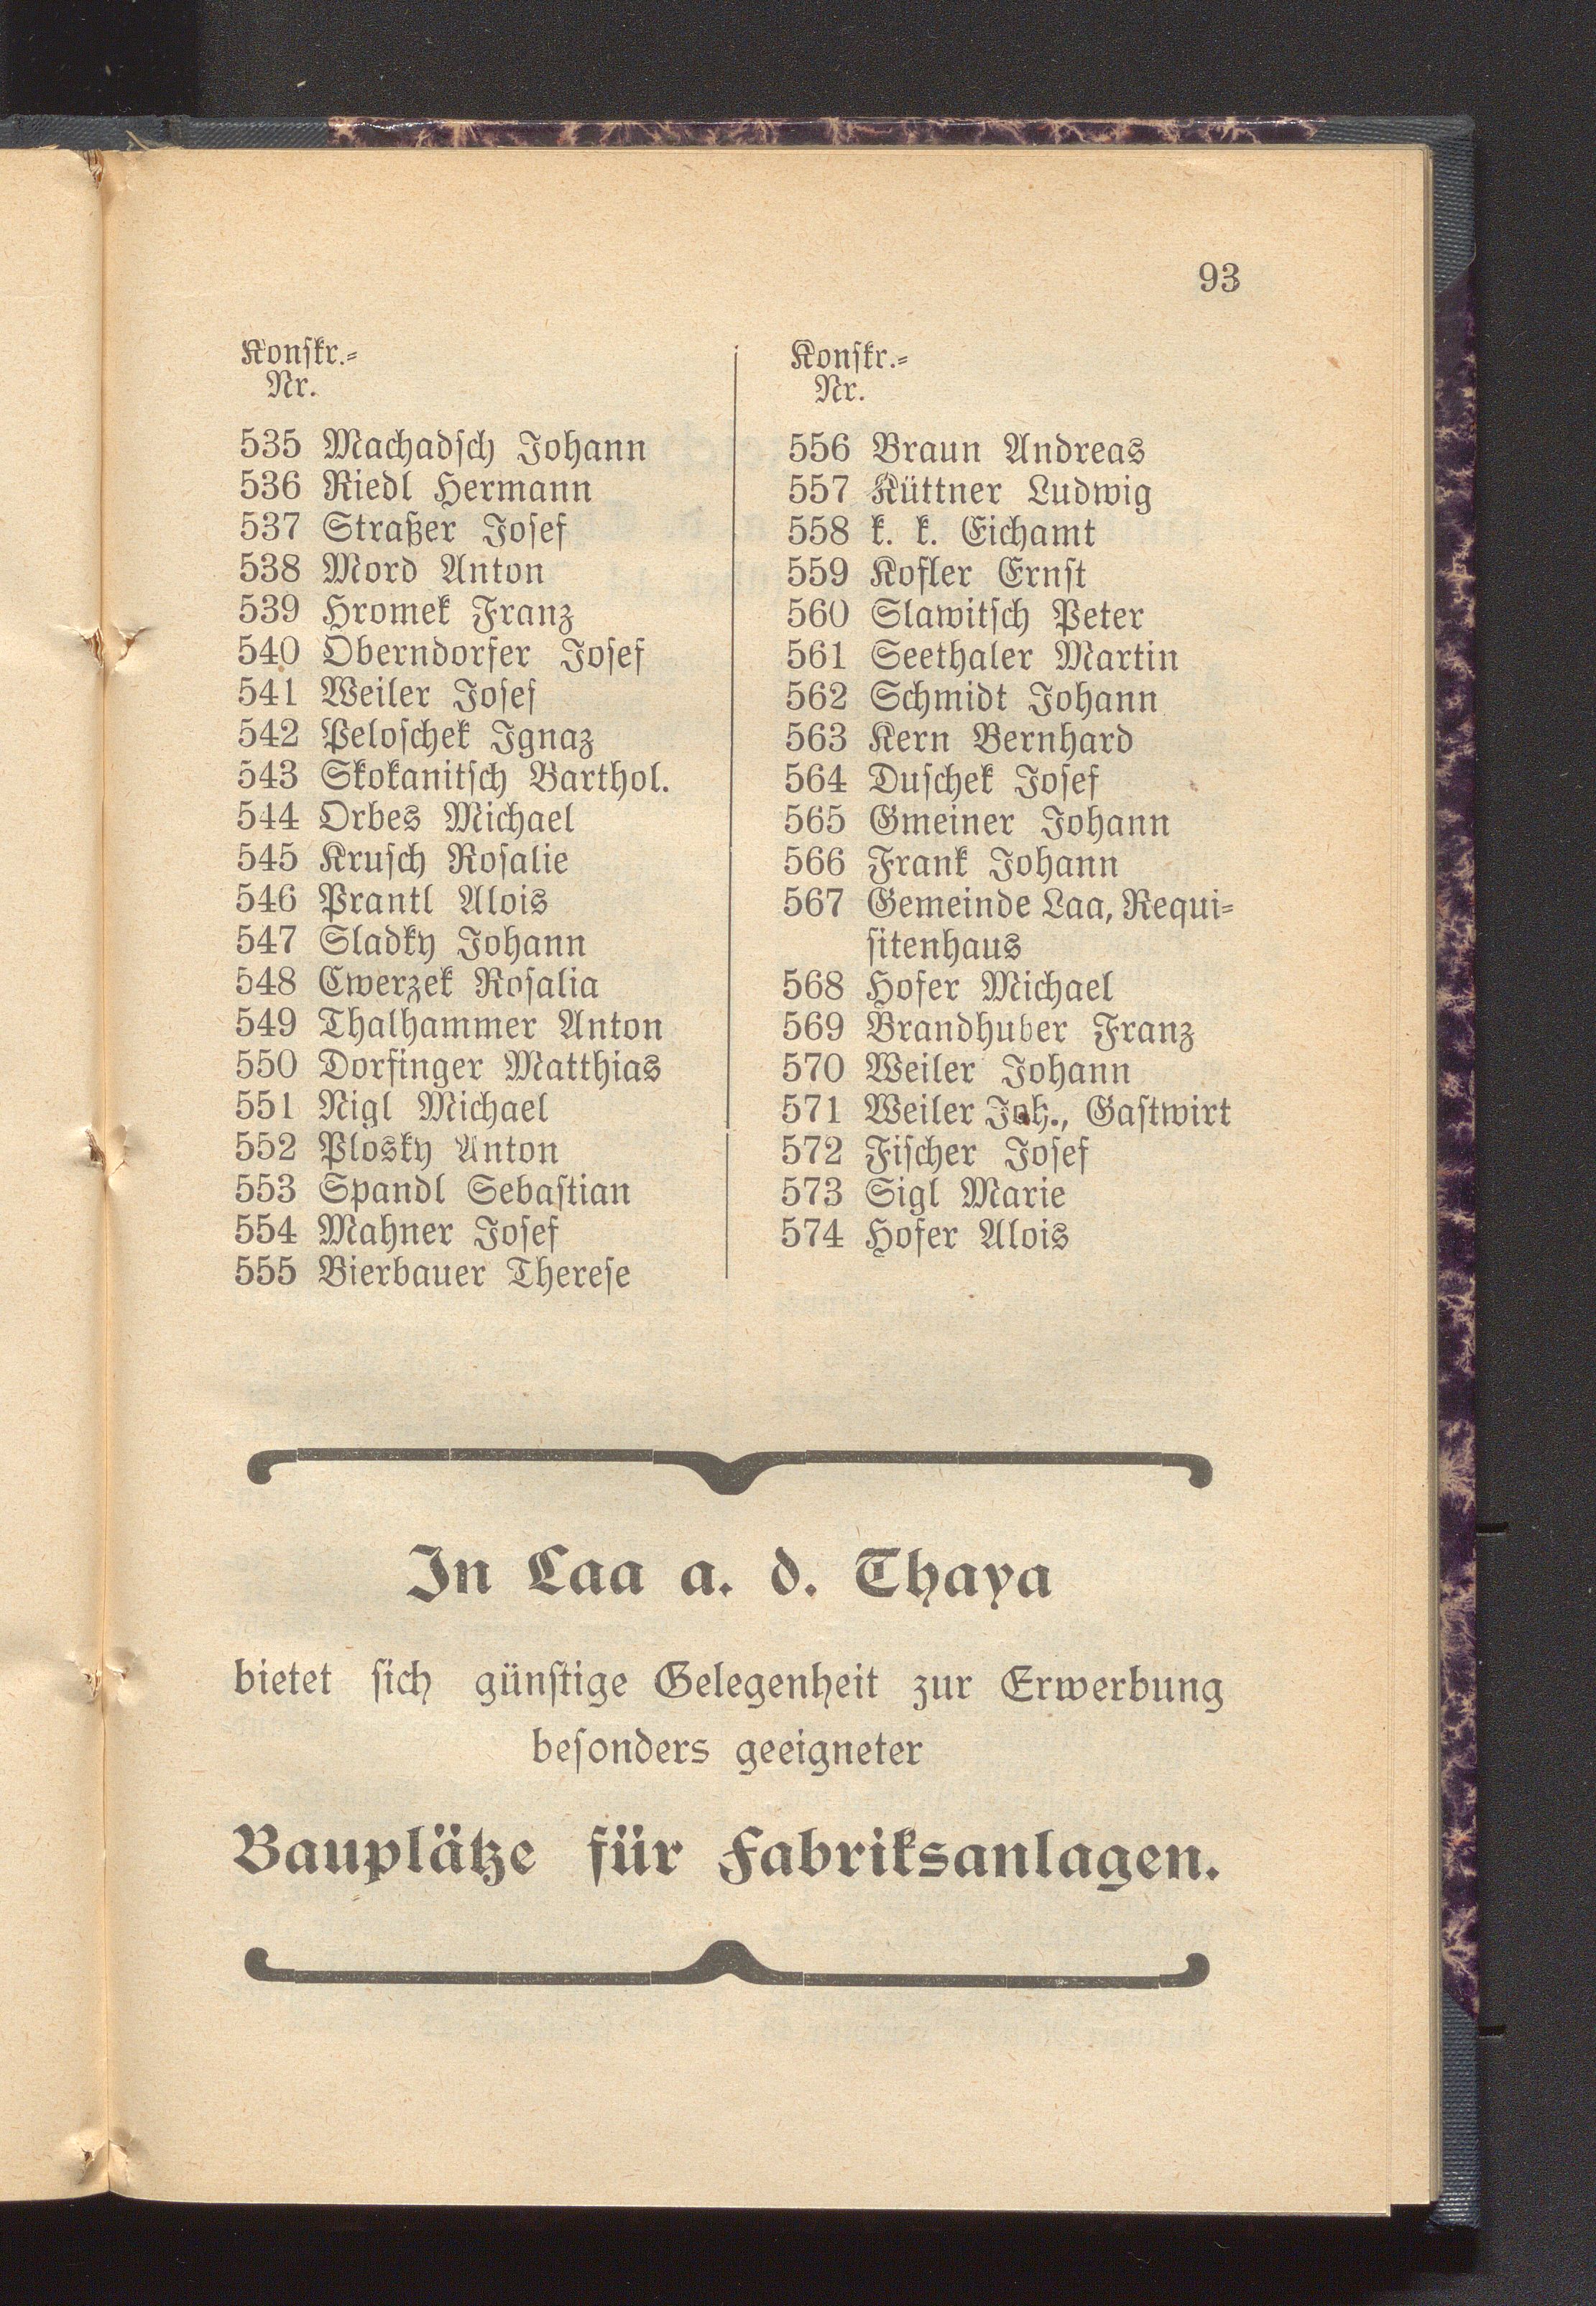 93
Konskr.-
Nr.
535 Machadsch Johann
536 Riedl Hermann
537 Straßer Josef
538 Mord Anton
539 Hromek Franz
540 Oberndorfer Josef
541 Weiler Josef
542 Peloschek Ignaz
543 Skokanitsch Barthol.
544 Orbes Michael
545 Krusch Rosalie
546 Prantl Alois
547 Sladky Johann
548 Cwerzek Rosalia
549 Thalhammer Anton
550 Dorfinger Matthias
551 Nigl Michael
552 Plosky Anton
553 Spandl Sebastian
554 Mahner Josef
555 Bierbauer Therese
Konskr.-
Nr.
556 Braun Andreas
557 Küttner Ludwig
558 k. k. Eichamt
559 Kofler Ernst
560 Slawitsch Peter
561 Seethaler Martin
562 Schmidt Johann
563 Kern Bernhard
564 Duschek Josef
565 Gmeiner Johann
566 Frank Johann
567 Gemeinde Laa, Requi-
sitenhaus
568 Hofer Michael
569 Brandhuber Franz
570 Weiler Johann
571 Weiler Joh., Gastwirt
572 Fischer Josef
573 Sigl Marie
574 Hofer Alois
In Laa a. d. Thaya
bietet sich günstige Gelegenheit zur Erwerbung
besonders geeigneter
Bauplätze für Fabriksanlagen.